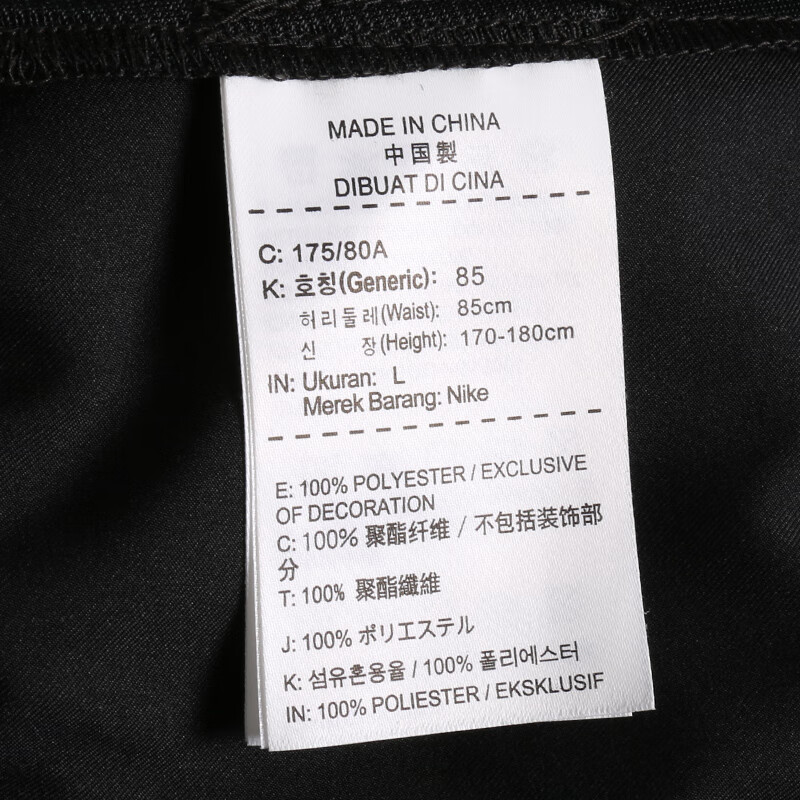 MADE IN CHINA
中国製
DIBUAT DI CINA
C: 175/80A
K: 호칭(Generic): 85
허리둘레(Waist): 85cm
신 장(Height): 170-180cm
IN: Ukuran: L
Merek Barang: Nike
E: 100% POLYESTER / EXCLUSIVE
OF DECORATION
C: 100% 聚酯纤维 / 不包括装饰部
分
T: 100% 聚酯纖維
J: 100% ポリエステル
K: 섬유혼용율 / 100% 폴리에스터
IN: 100% POLIESTER / EKSKLUSIF